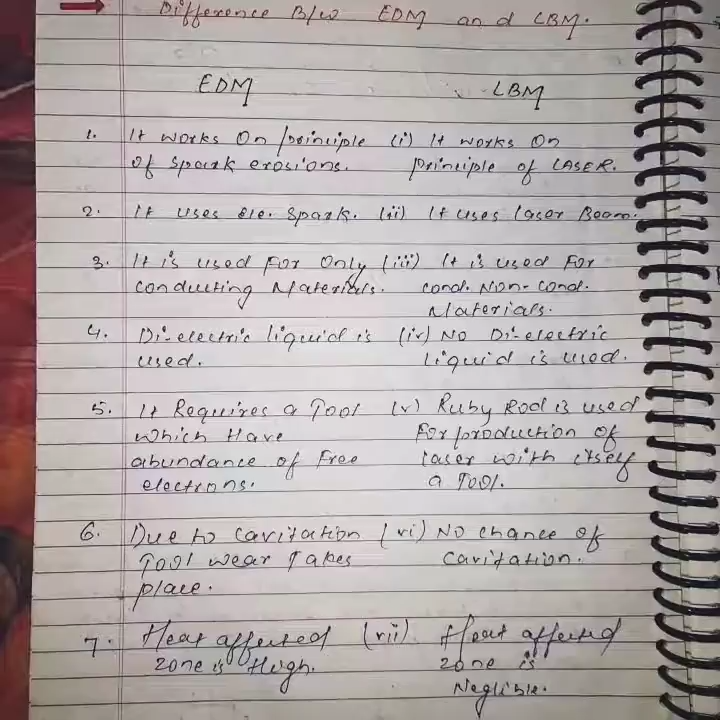 Difference B/w EDM and LBM.
EDM LBM
1. It works On principle (i) It works On
of spark erosions. principle of LASER.
2. It uses ele. spark. (ii) It uses laser Beam.
3. It is used For Only (iii) It is used For
conducting Materials. cond. Non-cond.
Materials.
4. Di-electric liquid is (iv) NO Di-electric
used. liquid is used.
5. It Requires a Tool (v) Ruby Rod is used
which Have For production of
abundance of Free laser with itself
electrons. a Tool.
6. Due to cavitation (vi) NO chance of
Tool wear Takes cavitation.
place.
7. Heat affected (vii) Heat affected
zone is High. zone is
Neglible.